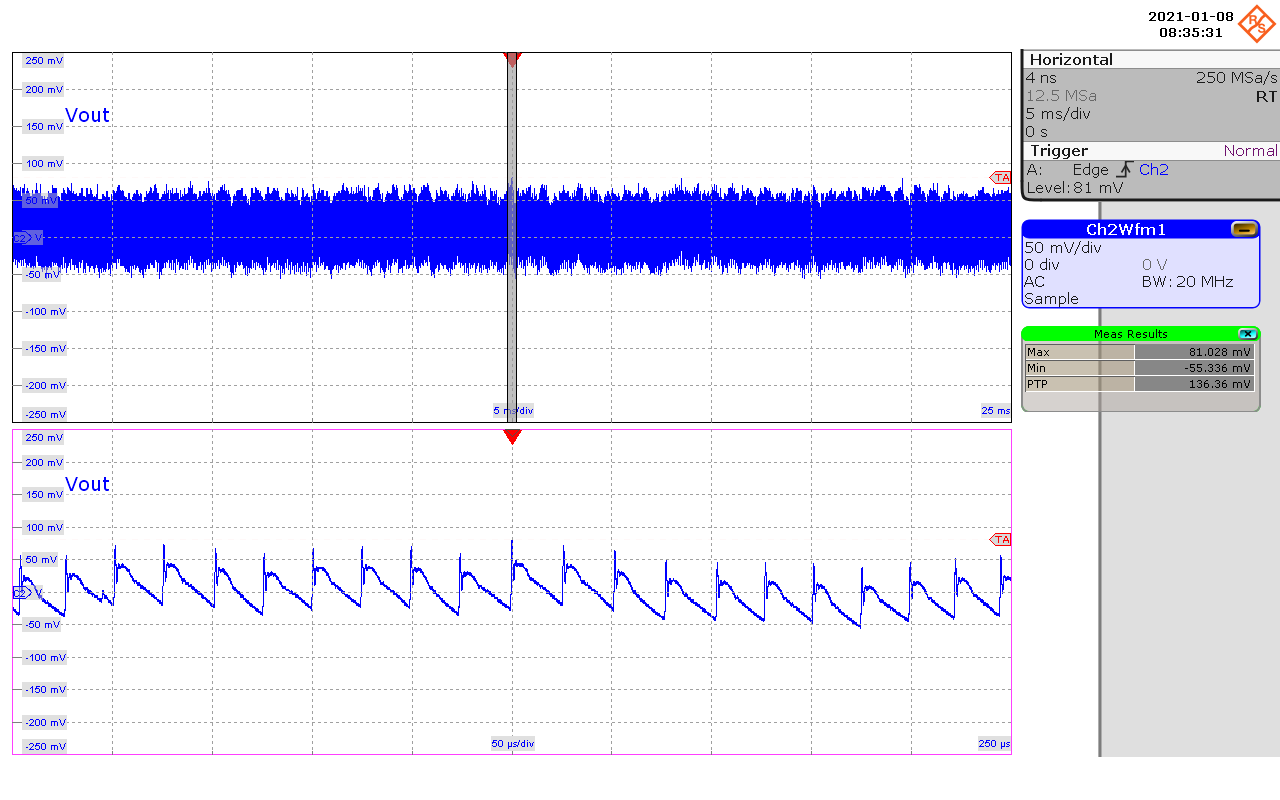 2021-01-08
08:35:31
250 mV
200 mV
Vout
150 mV
100 mV
TA
50 mV
C2 V
-50 mV
-100 mV
-150 mV
-200 mV
-250 mV
5 ms/div
25 ms
250 mV
200 mV
Vout
150 mV
100 mV
TA
50 mV
C2 V
-50 mV
-100 mV
-150 mV
-200 mV
-250 mV
50 µs/div
250 µs
Horizontal
4 ns 250 MSa/s
12.5 MSa RT
5 ms/div
0 s
Trigger Normal
A: Edge Ch2
Level: 81 mV
Ch2Wfm1
50 mV/div
0 div 0 V
AC BW: 20 MHz
Sample
Meas Results
Max 81.028 mV
Min -55.336 mV
PTP 136.36 mV